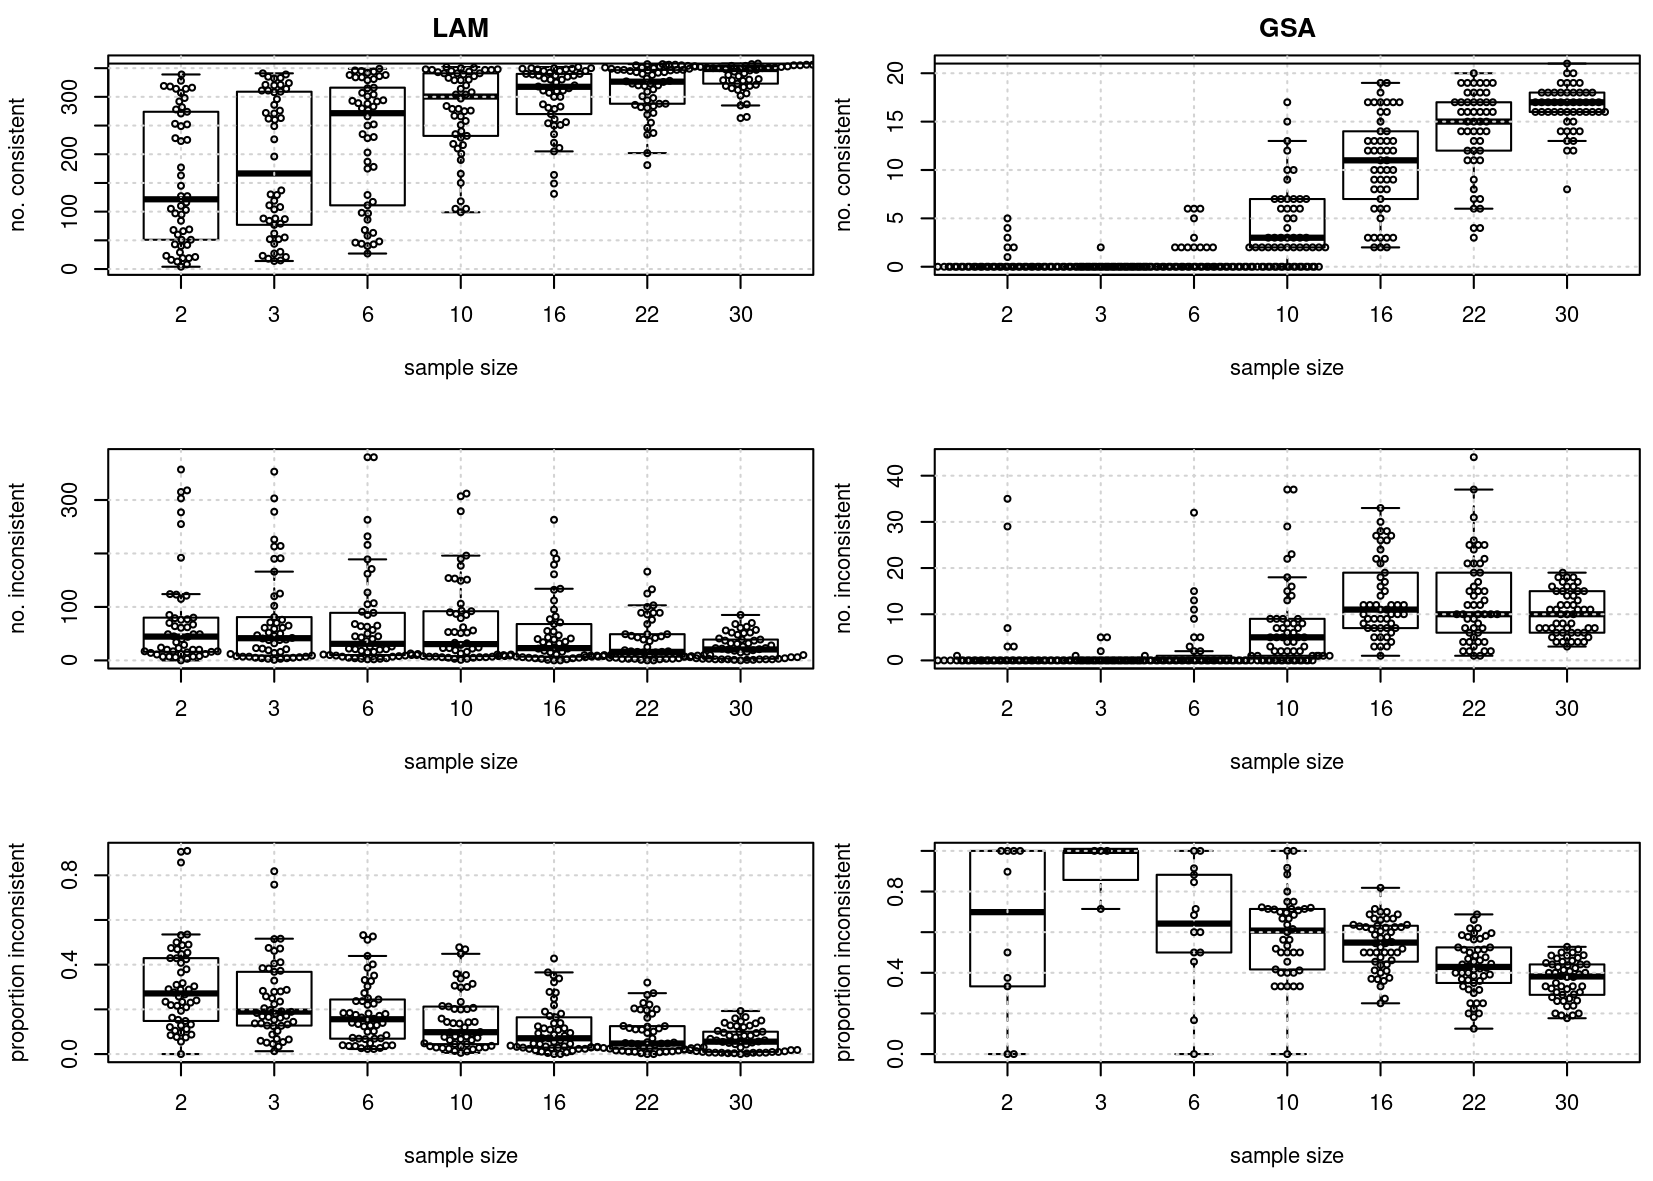 LAM
GSA
no. consistent
0 100 200 300
2 3 6 10 16 22 30
sample size
no. consistent
0 5 10 15 20
2 3 6 10 16 22 30
sample size
no. inconsistent
0 100 300
2 3 6 10 16 22 30
sample size
no. inconsistent
0 10 20 30 40
2 3 6 10 16 22 30
sample size
proportion inconsistent
0.0 0.4 0.8
2 3 6 10 16 22 30
sample size
proportion inconsistent
0.0 0.4 0.8
2 3 6 10 16 22 30
sample size